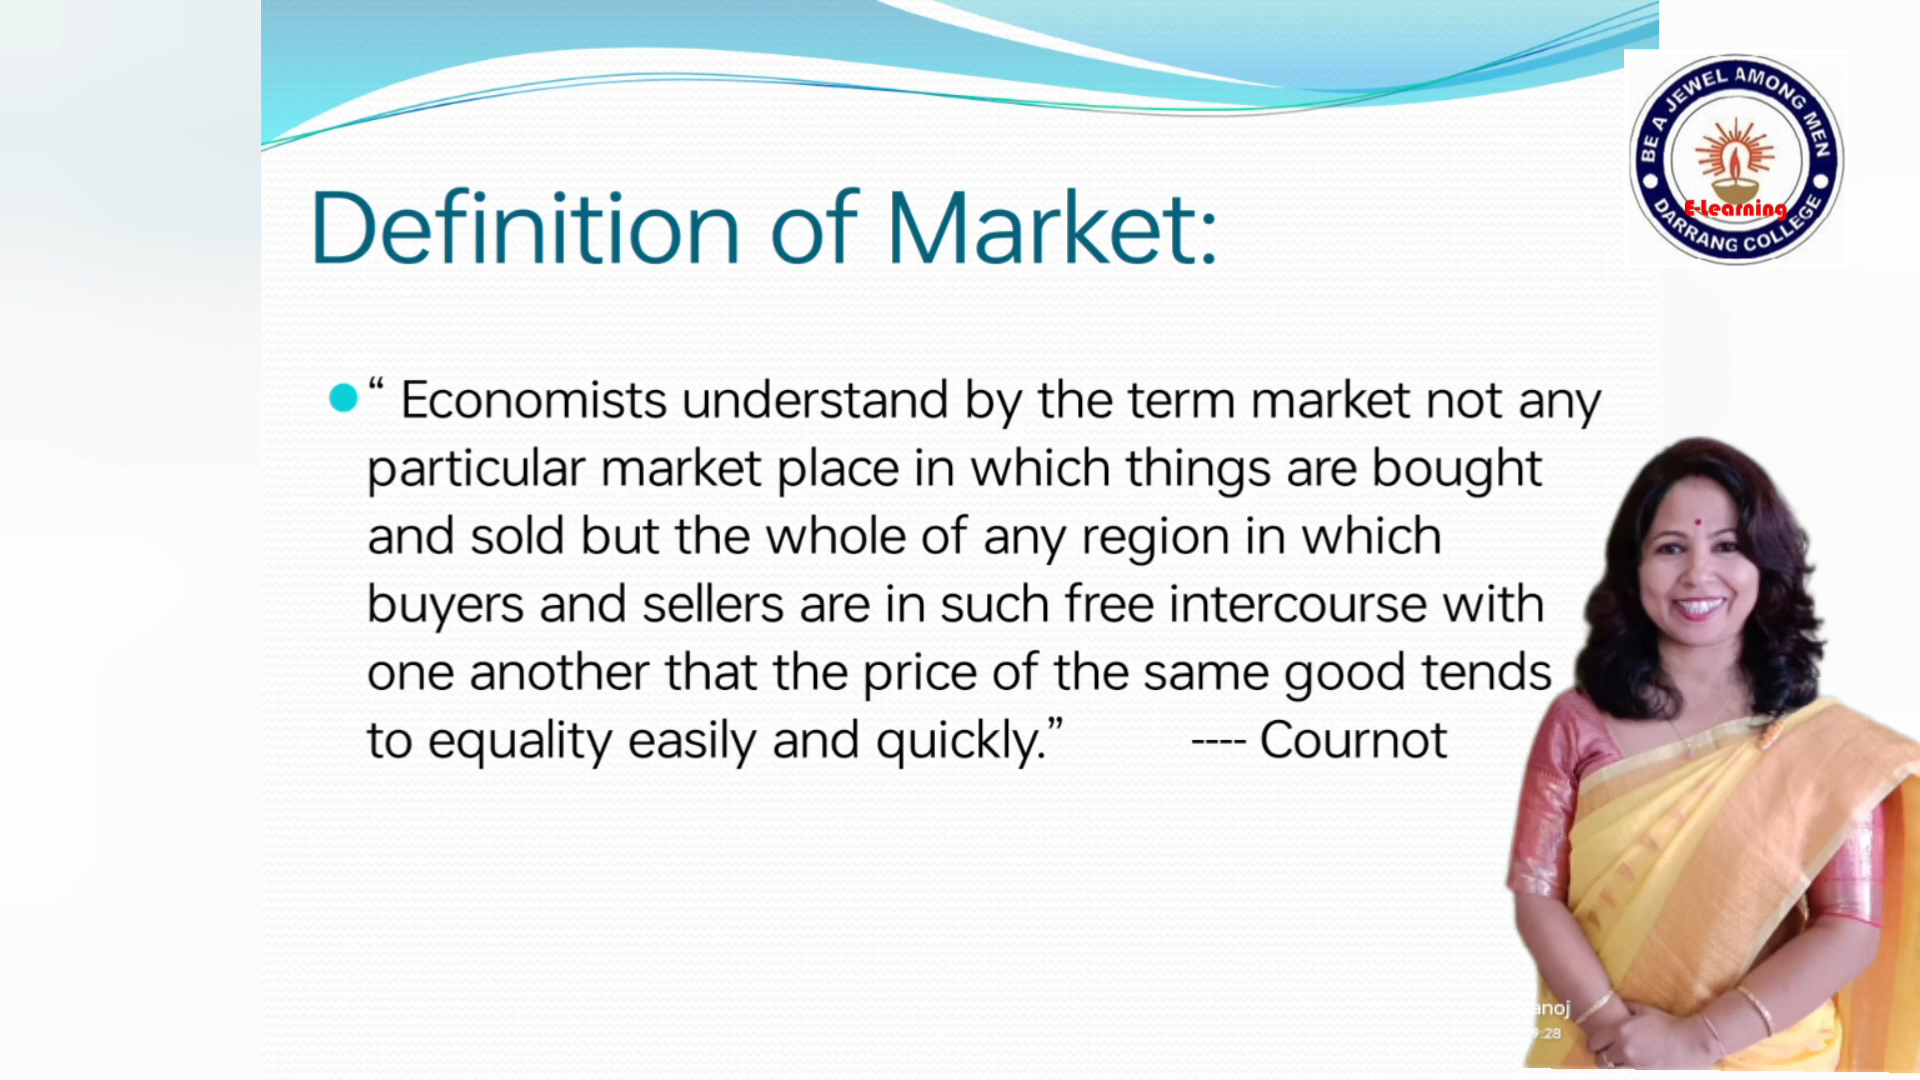 BE A JEWEL AMONG MEN
E-Learning
DARRANG COLLEGE
Definition of Market:
“ Economists understand by the term market not any
particular market place in which things are bought
and sold but the whole of any region in which
buyers and sellers are in such free intercourse with
one another that the price of the same good tends
to equality easily and quickly.” ---- Cournot